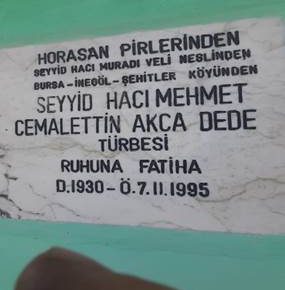 HORASAN PİRLERİNDEN
SEYYİD HACI MURADI VELİ NESLİNDEN
BURSA-İNEGÖL-ŞEHİTLER KÖYÜNDEN
SEYYİD HACI MEHMET
CEMALETTİN AKCA DEDE
TÜRBESİ
RUHUNA FATİHA
D.1930-Ö.7.11.1995